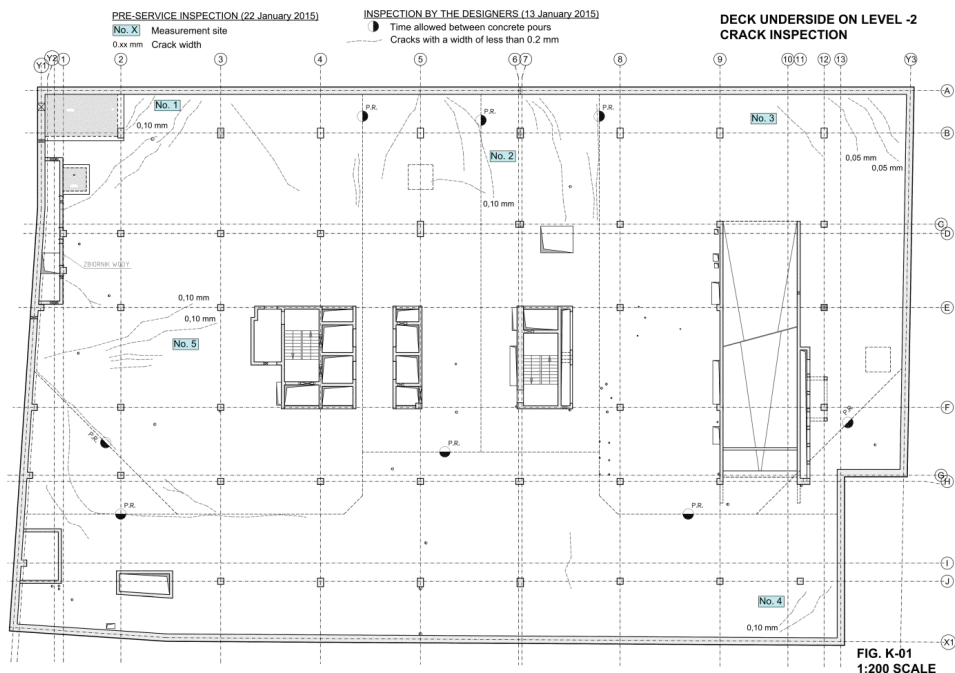 PRE-SERVICE INSPECTION (22 January 2015)
No. X Measurement site
0.xx mm Crack width
INSPECTION BY THE DESIGNERS (13 January 2015)
Time allowed between concrete pours
Cracks with a width of less than 0.2 mm
DECK UNDERSIDE ON LEVEL -2
CRACK INSPECTION
Y1 Y2 1 2 3 4 5 6 7 8 9 10 11 12 13 Y3
A
No. 1
0,10 mm
P.R.
P.R.
P.R.
No. 3
B
No. 2
0,05 mm
0,05 mm
0,10 mm
C
D
ZBIORNIK WODY
0,10 mm
E
0,10 mm
No. 5
F
P.R.
P.R.
P.R.
G
H
P.R.
P.R.
I
J
No. 4
0,10 mm
X1
FIG. K-01
1:200 SCALE